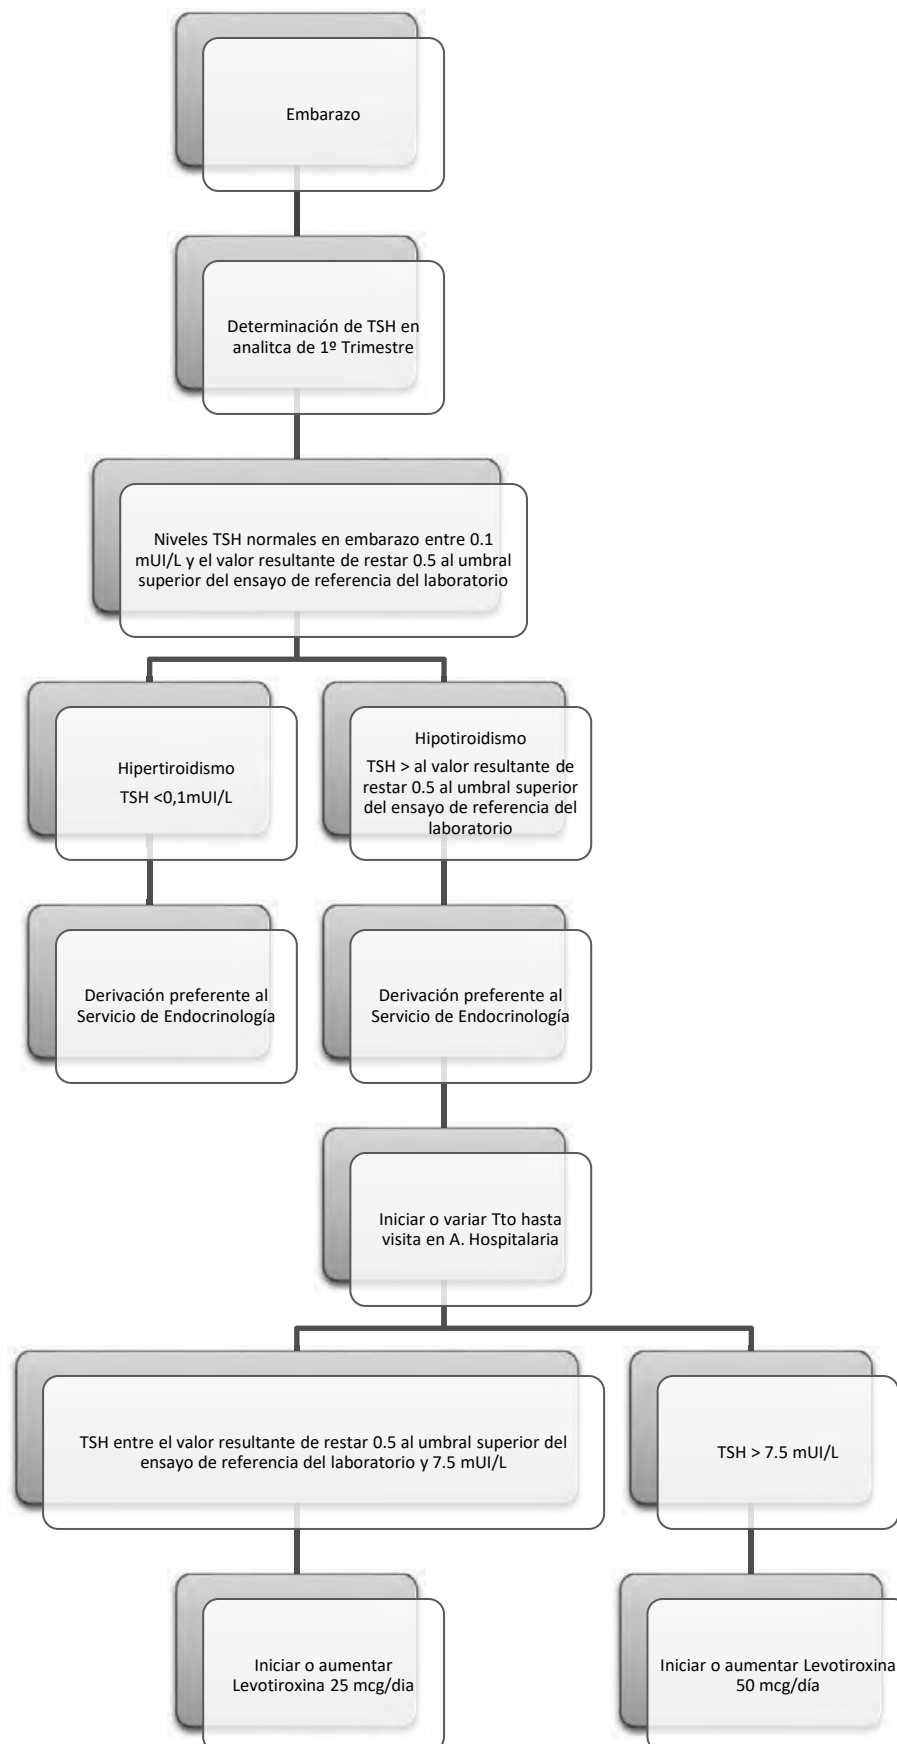 Embarazo
Determinación de TSH en
analitca de 1º Trimestre
Niveles TSH normales en embarazo entre 0.1
mUI/L y el valor resultante de restar 0.5 al umbral
superior del ensayo de referencia del laboratorio
Hipertiroidismo
TSH <0,1mUI/L
Hipotiroidismo
TSH > al valor resultante de
restar 0.5 al umbral superior
del ensayo de referencia del
laboratorio
Derivación preferente al
Servicio de Endocrinología
Derivación preferente al
Servicio de Endocrinología
Iniciar o variar Tto hasta
visita en A. Hospitalaria
TSH entre el valor resultante de restar 0.5 al umbral superior del
ensayo de referencia del laboratorio y 7.5 mUI/L
TSH > 7.5 mUI/L
Iniciar o aumentar
Levotiroxina 25 mcg/dia
Iniciar o aumentar Levotiroxina
50 mcg/día